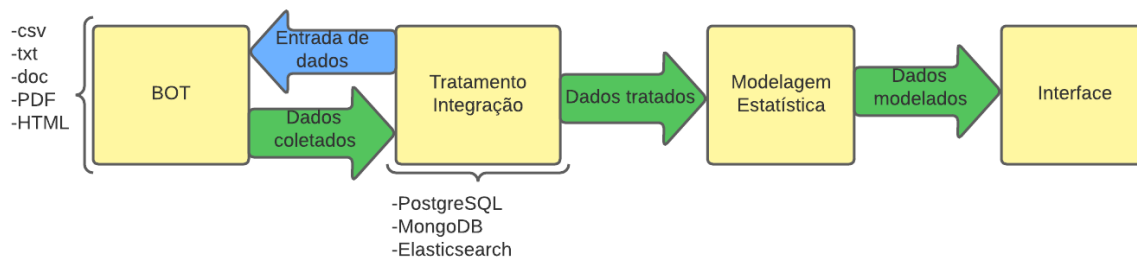 -csv
-txt
-doc
-PDF
-HTML
BOT
Entrada de
dados
Dados
coletados
Tratamento
Integração
-PostgreSQL
-MongoDB
-Elasticsearch
Dados tratados
Modelagem
Estatística
Dados
modelados
Interface